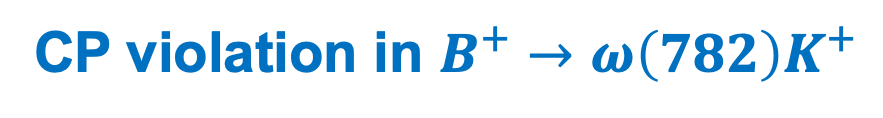 CP violation in B⁺ → ω(782)K⁺